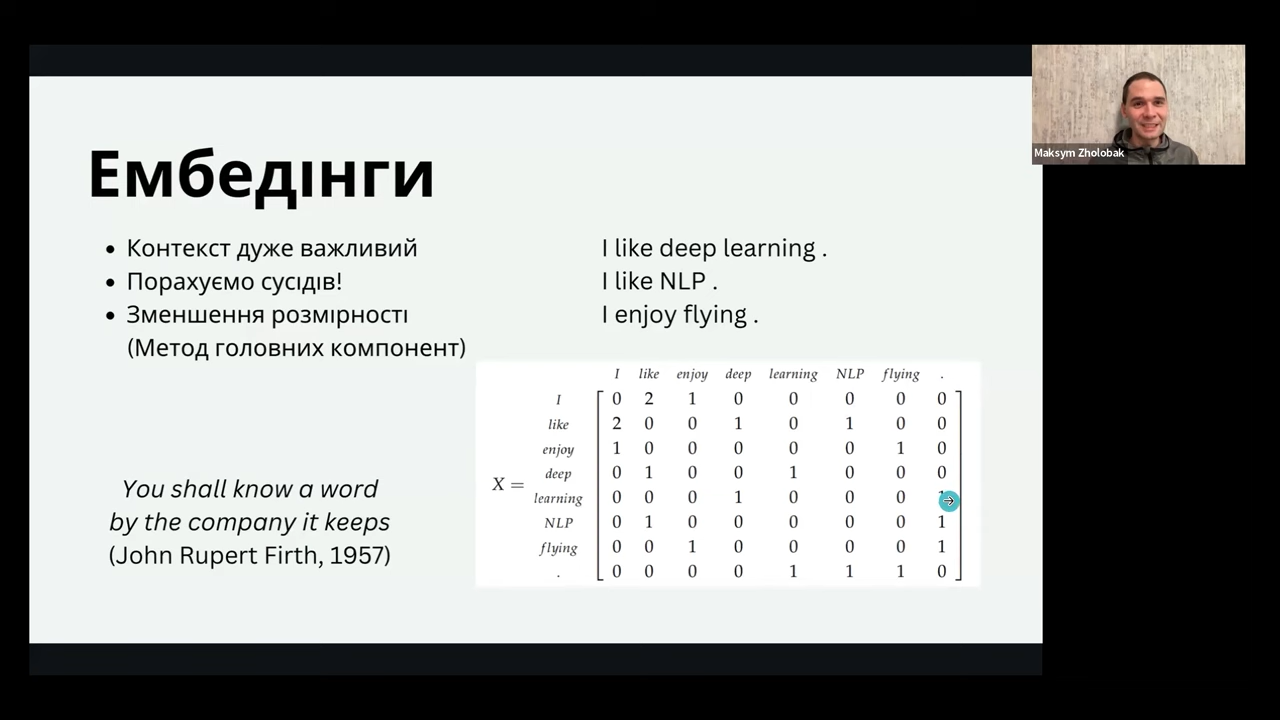 Maksym Zholobak
Ембедінги
• Контекст дуже важливий
• Порахуємо сусідів!
• Зменшення розмірності
(Метод головних компонент)
I like deep learning .
I like NLP .
I enjoy flying .
You shall know a word
by the company it keeps
(John Rupert Firth, 1957)
I like enjoy deep learning NLP flying .
I 0 2 1 0 0 0 0 0
like 2 0 0 1 0 1 0 0
enjoy 1 0 0 0 0 0 1 0
deep 0 1 0 0 1 0 0 0
X =
learning 0 0 0 1 0 0 0
NLP 0 1 0 0 0 0 0 1
flying 0 0 1 0 0 0 0 1
. 0 0 0 0 1 1 1 0